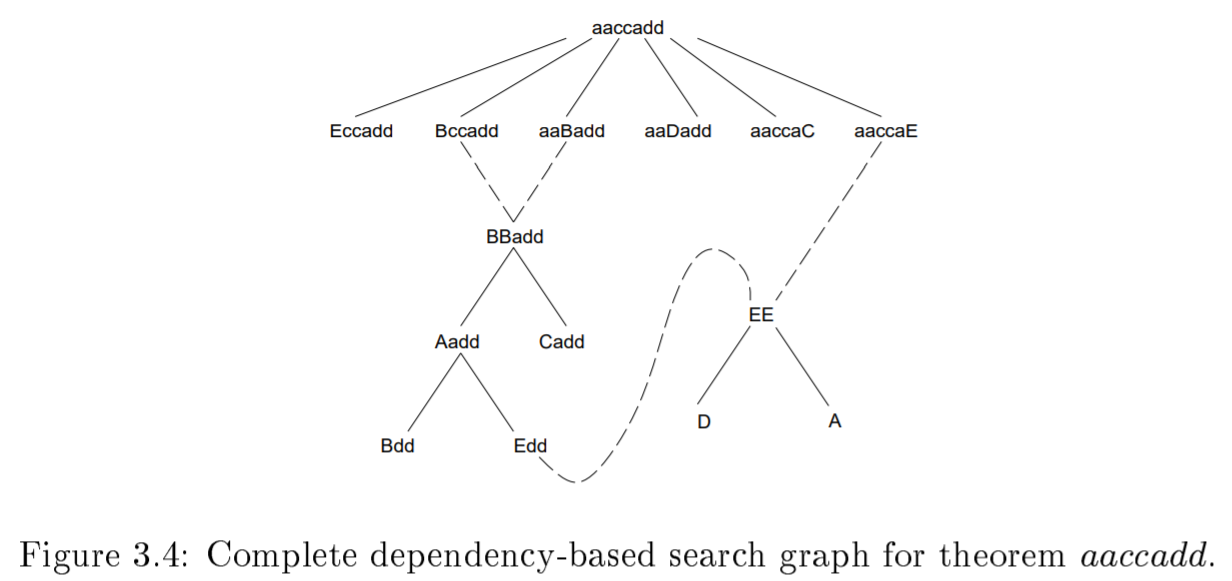 aaccadd
Eccadd Bccadd aaBadd aaDadd aaccaC aaccaE
BBadd
EE
Aadd Cadd
D A
Bdd Edd
Figure 3.4: Complete dependency-based search graph for theorem aaccadd.